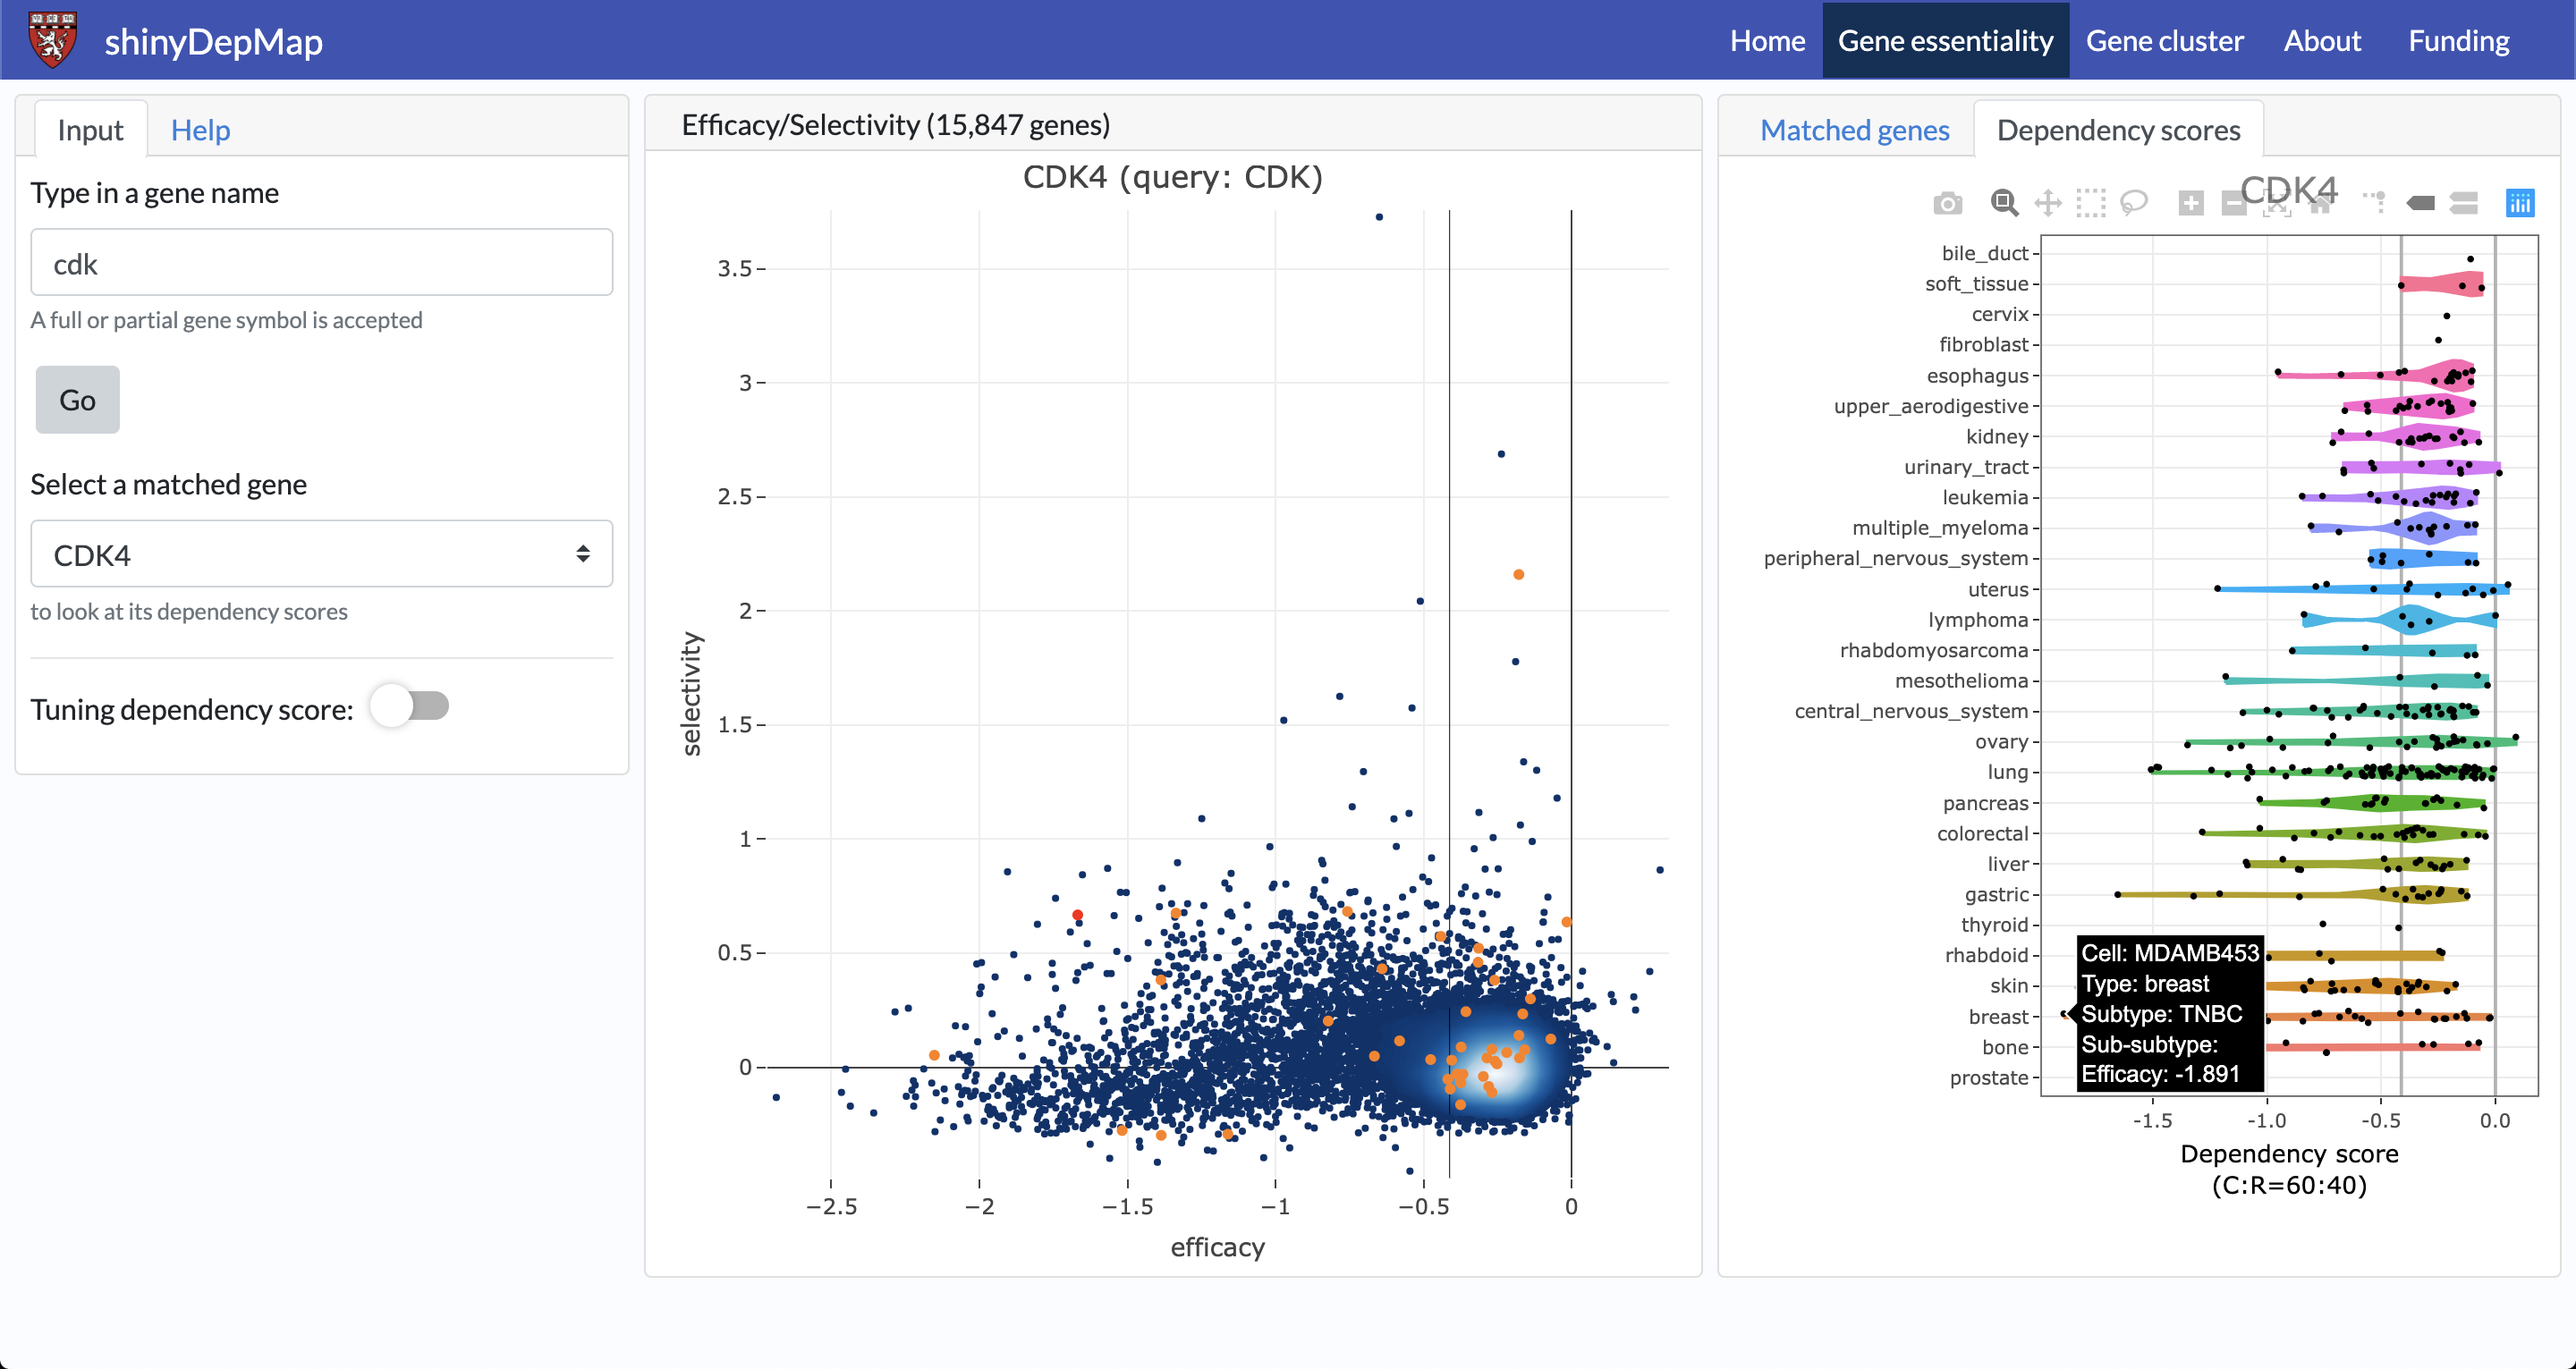 shinyDepMap
Home
Gene essentiality
Gene cluster
About
Funding
Input
Help
Type in a gene name
cdk
A full or partial gene symbol is accepted
Go
Select a matched gene
CDK4
to look at its dependency scores
Tuning dependency score:
Efficacy/Selectivity (15,847 genes)
CDK4 (query: CDK)
3.5
3
2.5
2
1.5
1
0.5
0
selectivity
−2.5
−2
−1.5
−1
−0.5
0
efficacy
Matched genes
Dependency scores
CDK4
bile_duct
soft_tissue
cervix
fibroblast
esophagus
upper_aerodigestive
kidney
urinary_tract
leukemia
multiple_myeloma
peripheral_nervous_system
uterus
lymphoma
rhabdomyosarcoma
mesothelioma
central_nervous_system
ovary
lung
pancreas
colorectal
liver
gastric
thyroid
rhabdoid
skin
breast
bone
prostate
Cell: MDAMB453
Type: breast
Subtype: TNBC
Sub-subtype:
Efficacy: -1.891
-1.5
-1.0
-0.5
0.0
Dependency score
(C:R=60:40)